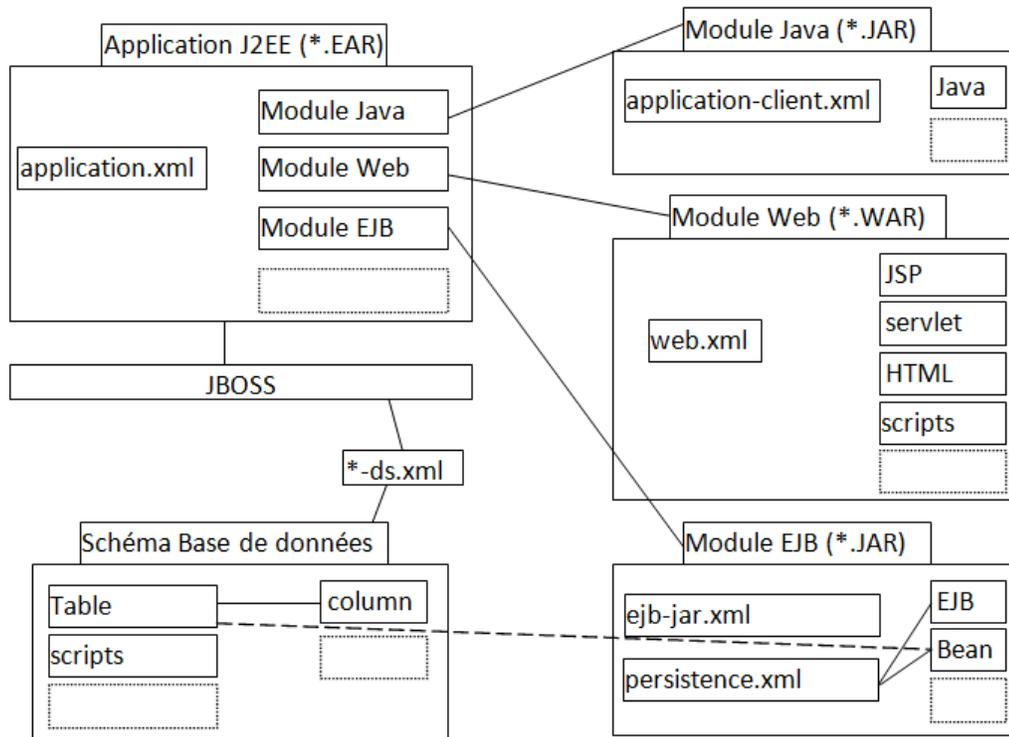 Application J2EE (*.EAR)
application.xml
Module Java
Module Web
Module EJB
JBOSS
*-ds.xml
Schéma Base de données
Table
column
scripts
Module Java (*.JAR)
application-client.xml
Java
Module Web (*.WAR)
web.xml
JSP
servlet
HTML
scripts
Module EJB (*.JAR)
ejb-jar.xml
persistence.xml
EJB
Bean